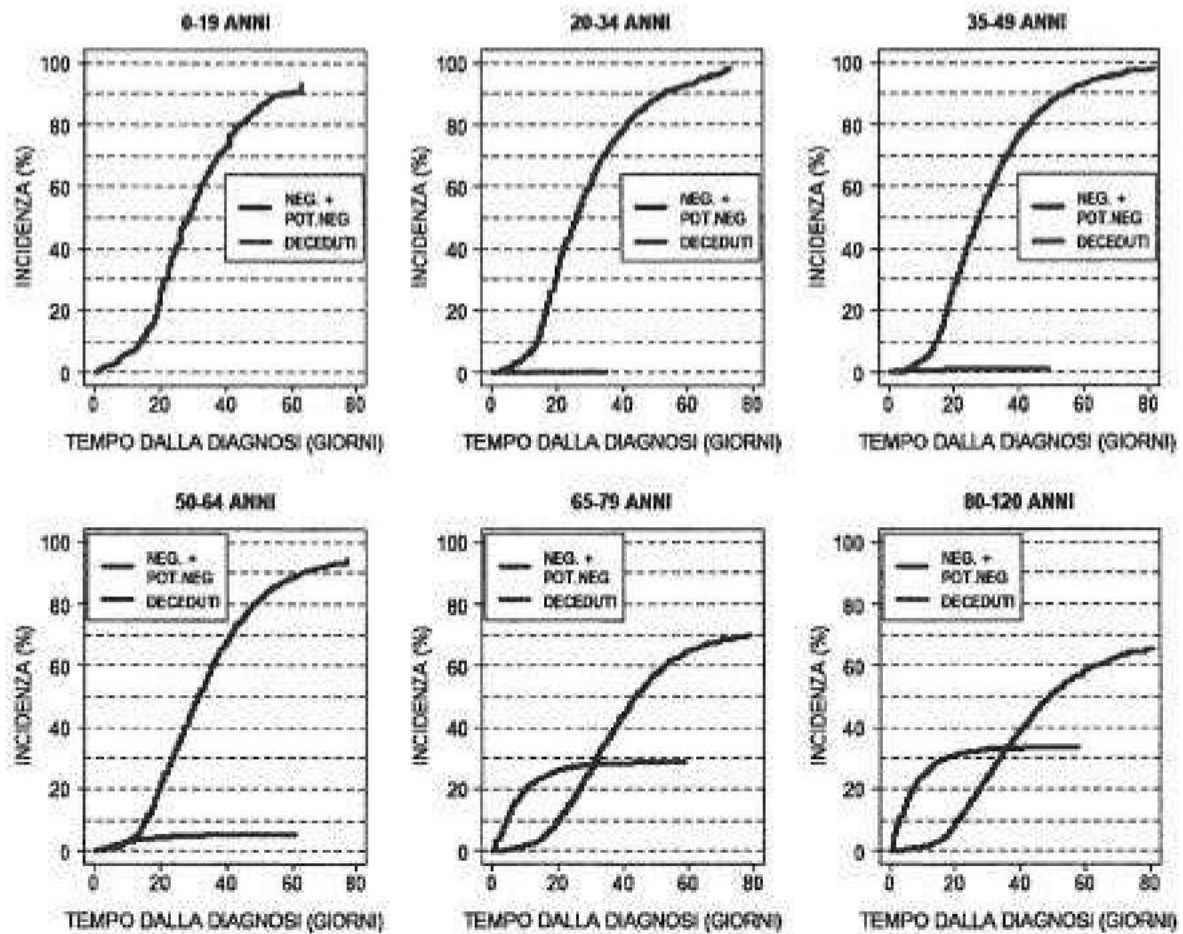 0-19 ANNI
100
80
60
40
20
0
INCIDENZA (%)
NEG. +
POT.NEG
DECEDUTI
0 20 40 60 80
TEMPO DALLA DIAGNOSI (GIORNI)
20-34 ANNI
100
80
60
40
20
0
INCIDENZA (%)
NEG. +
POT.NEG
DECEDUTI
0 20 40 60 80
TEMPO DALLA DIAGNOSI (GIORNI)
35-49 ANNI
100
80
60
40
20
0
INCIDENZA (%)
NEG. +
POT.NEG
DECEDUTI
0 20 40 60 80
TEMPO DALLA DIAGNOSI (GIORNI)
50-64 ANNI
100
80
60
40
20
0
INCIDENZA (%)
NEG. +
POT.NEG
DECEDUTI
0 20 40 60 80
TEMPO DALLA DIAGNOSI (GIORNI)
65-79 ANNI
100
80
60
40
20
0
INCIDENZA (%)
NEG. +
POT.NEG
DECEDUTI
0 20 40 60 80
TEMPO DALLA DIAGNOSI (GIORNI)
80-120 ANNI
100
80
60
40
20
0
INCIDENZA (%)
NEG. +
POT.NEG
DECEDUTI
0 20 40 60 80
TEMPO DALLA DIAGNOSI (GIORNI)